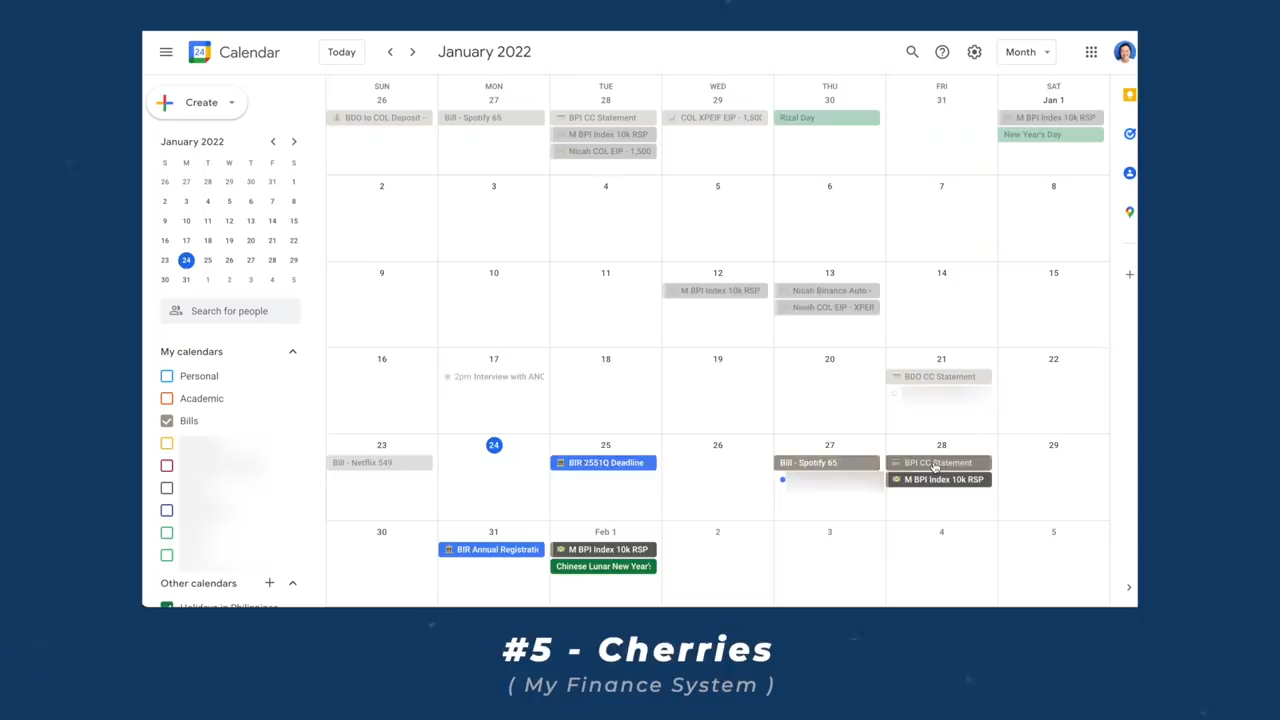 24 Calendar Today January 2022 Month
Create
January 2022
S M T W T F S
26 27 28 29 30 31 1
2 3 4 5 6 7 8
9 10 11 12 13 14 15
16 17 18 19 20 21 22
23 24 25 26 27 28 29
30 31 1 2 3 4 5
Search for people
My calendars
Personal
Academic
Bills
Other calendars
Holidays in Philippines
SUN MON TUE WED THU FRI SAT
26 27 28 29 30 31 Jan 1
BDO to COL Deposit - Bill - Spotify 65 BPI CC Statement COL XPEIF EIP - 1,500 Rizal Day M BPI Index 10k RSP
M BPI Index 10k RSP New Year's Day
Nicah COL EIP - 1,500
2 3 4 5 6 7 8
9 10 11 12 13 14 15
M BPI Index 10k RSP Nicah Binance Auto -
Nicah COL EIP - XPEIF
16 17 18 19 20 21 22
2pm Interview with ANC BDO CC Statement
23 24 25 26 27 28 29
Bill - Netflix 549 BIR 2551Q Deadline Bill - Spotify 65 BPI CC Statement
M BPI Index 10k RSP
30 31 Feb 1 2 3 4 5
BIR Annual Registratic M BPI Index 10k RSP
Chinese Lunar New Year's
#5 - Cherries
( My Finance System )